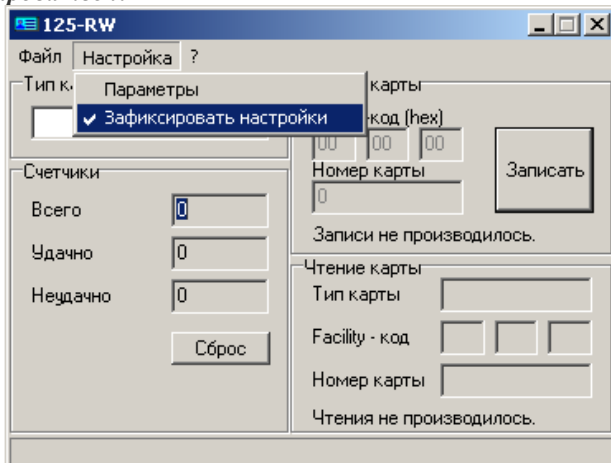 125-RW
Файл Настройка ?
Параметры
Зафиксировать настройки
Тип к
карты
-код (hex)
00 00 00
Номер карты
0
Записать
Записи не производилось.
Счетчики
Всего 0
Удачно 0
Неудачно 0
Сброс
Чтение карты
Тип карты
Facility - код
Номер карты
Чтения не производилось.